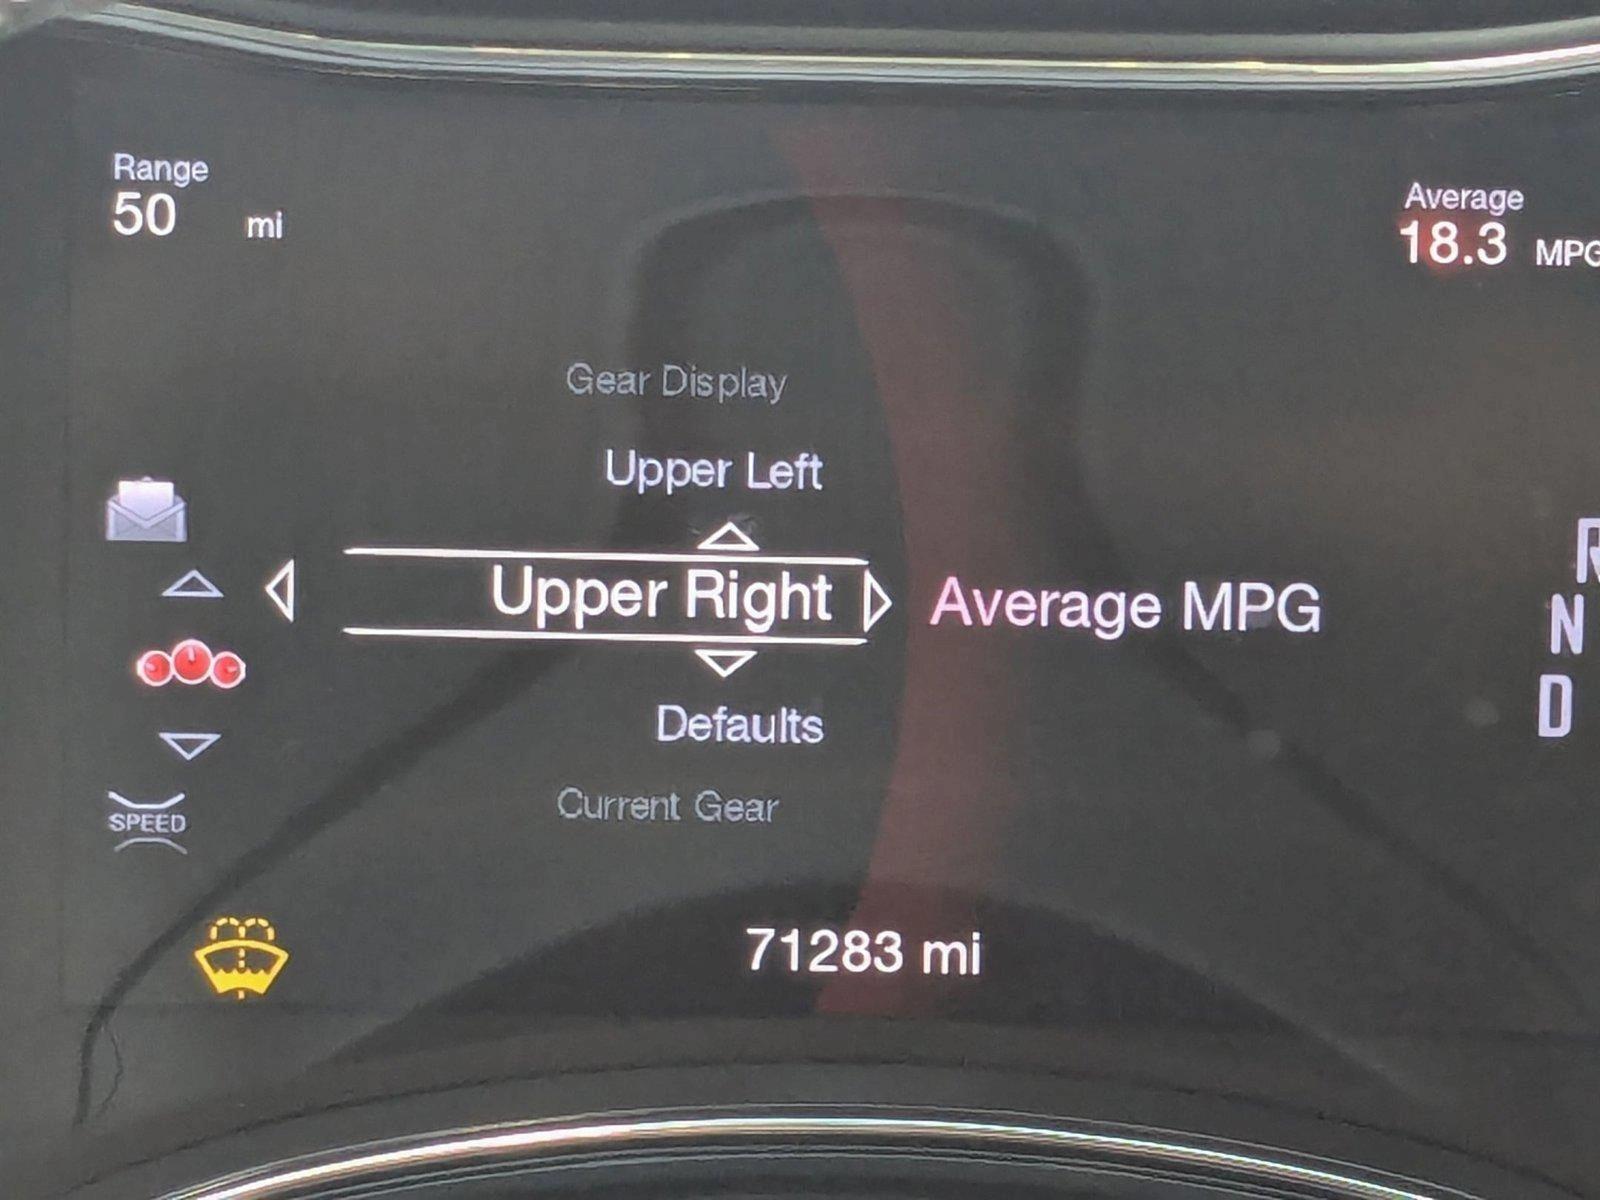 Range
50 mi
Average
18.3 MPG
Gear Display
Upper Left
Upper Right Average MPG
Defaults
Current Gear
SPEED
R
N
D
71283 mi